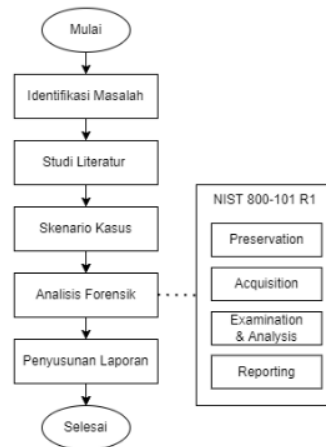 Mulai
Identifikasi Masalah
Studi Literatur
Skenario Kasus
Analisis Forensik
Penyusunan Laporan
Selesai
NIST 800-101 R1
Preservation
Acquisition
Examination
& Analysis
Reporting